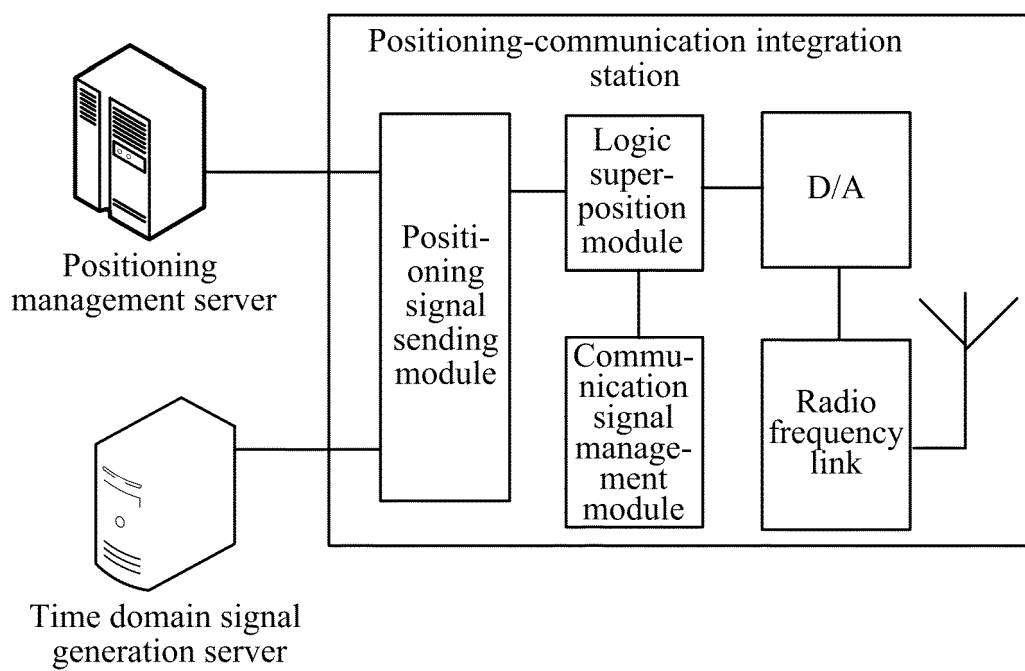 Positioning-communication integration
station
Positioning
management server
Time domain signal
generation server
Positi-
oning
signal
sending
module
Logic
super-
position
module
Commu-
nication
signal
manage-
ment
module
D/A
Radio
frequency
link